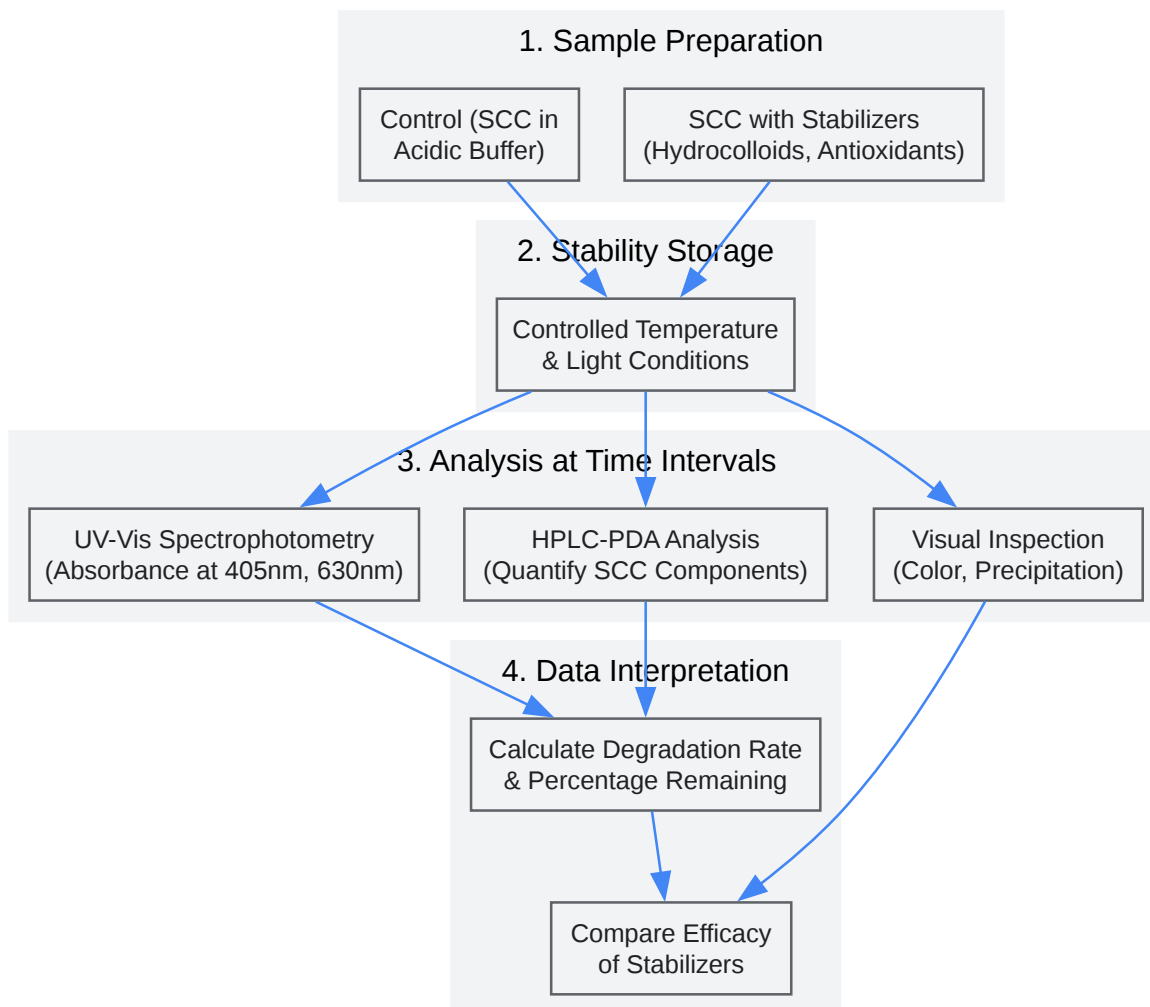 1. Sample Preparation
Control (SCC in
Acidic Buffer)
SCC with Stabilizers
(Hydrocolloids, Antioxidants)
2. Stability Storage
Controlled Temperature
& Light Conditions
3. Analysis at Time Intervals
UV-Vis Spectrophotometry
(Absorbance at 405nm, 630nm)
HPLC-PDA Analysis
(Quantify SCC Components)
Visual Inspection
(Color, Precipitation)
4. Data Interpretation
Calculate Degradation Rate
& Percentage Remaining
Compare Efficacy
of Stabilizers